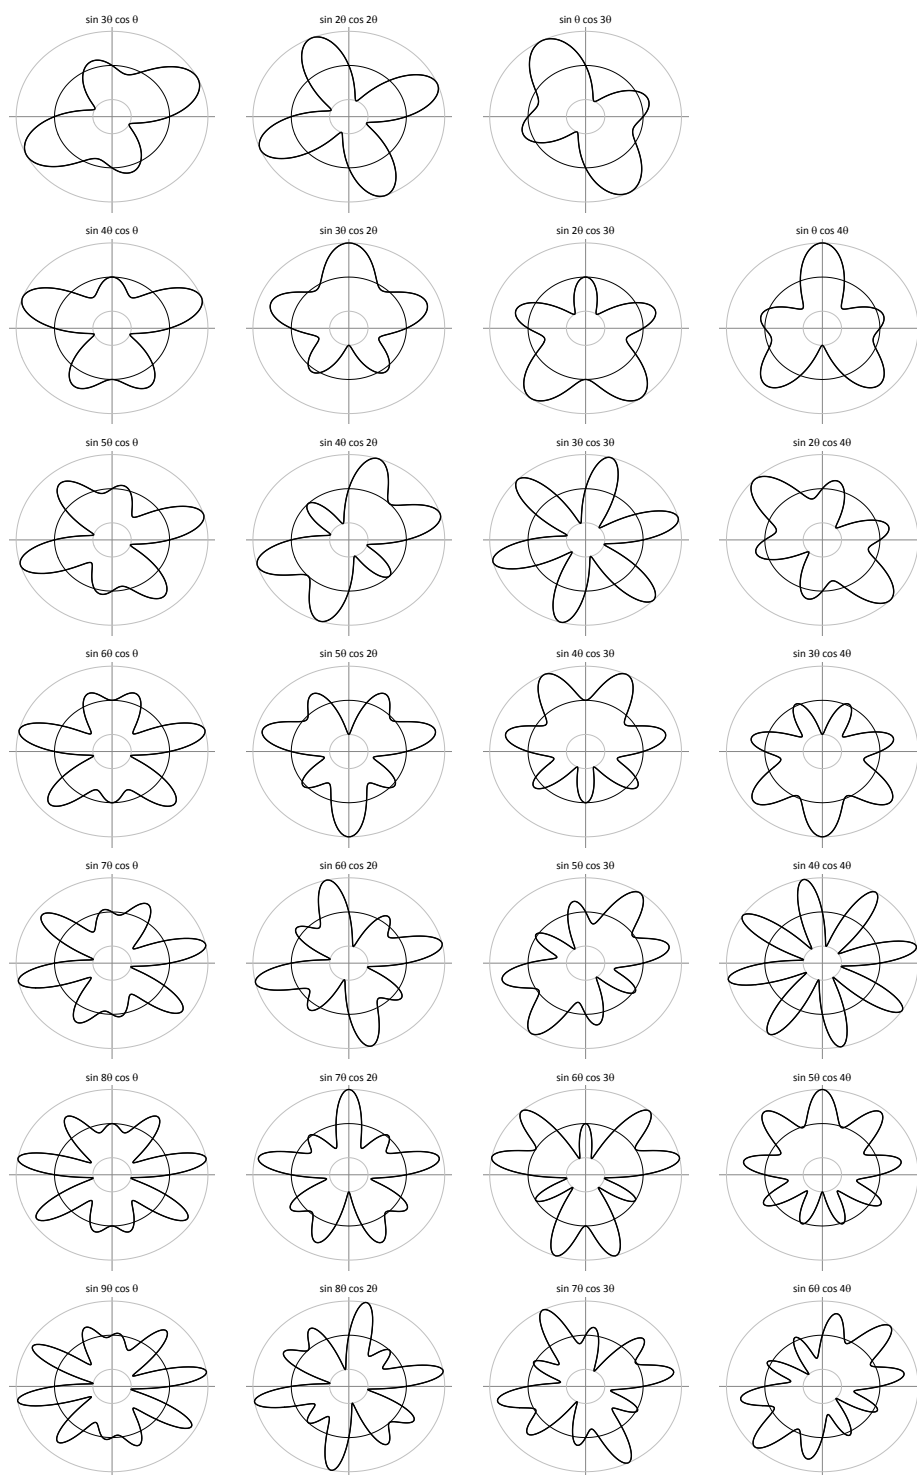 sin 3θ cos θ
sin 2θ cos 2θ
sin θ cos 3θ
sin 4θ cos θ
sin 3θ cos 2θ
sin 2θ cos 3θ
sin θ cos 4θ
sin 5θ cos θ
sin 4θ cos 2θ
sin 3θ cos 3θ
sin 2θ cos 4θ
sin 6θ cos θ
sin 5θ cos 2θ
sin 4θ cos 3θ
sin 3θ cos 4θ
sin 7θ cos θ
sin 6θ cos 2θ
sin 5θ cos 3θ
sin 4θ cos 4θ
sin 8θ cos θ
sin 7θ cos 2θ
sin 6θ cos 3θ
sin 5θ cos 4θ
sin 9θ cos θ
sin 8θ cos 2θ
sin 7θ cos 3θ
sin 6θ cos 4θ